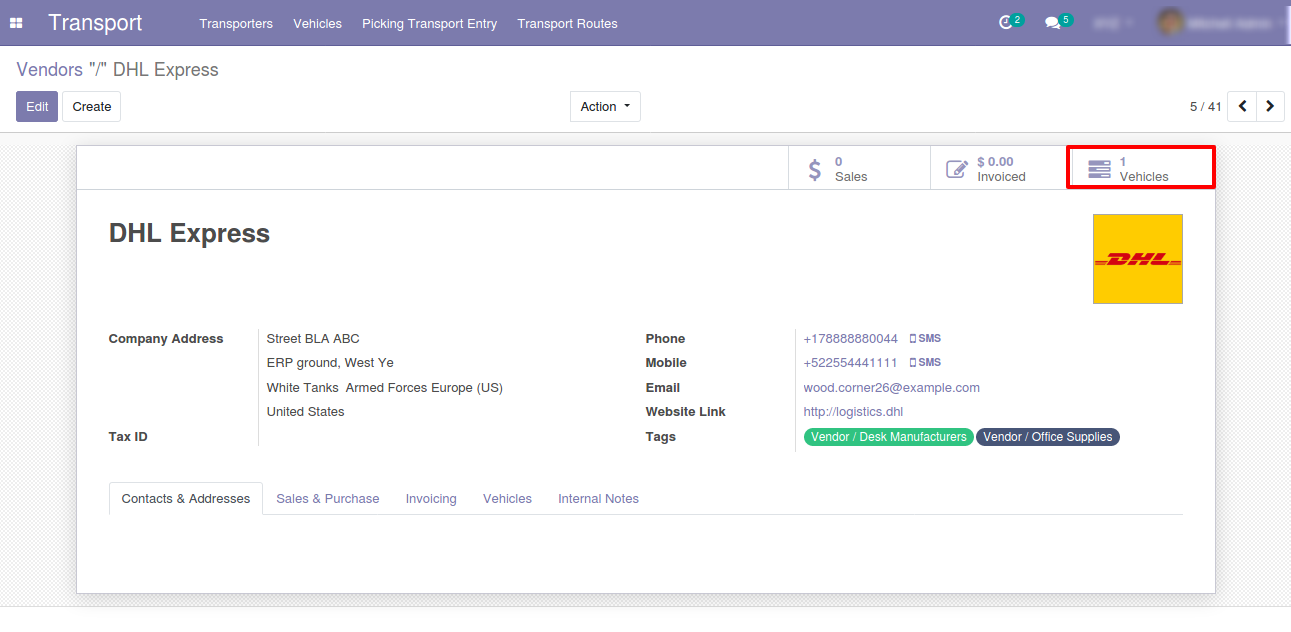 Transport Transporters Vehicles Picking Transport Entry Transport Routes 2 5
Vendors "/" DHL Express
Edit Create Action 5 / 41
0
Sales
$ 0.00
Invoiced
1
Vehicles
DHL Express
DHL
Company Address Street BLA ABC Phone +178888880044 SMS
ERP ground, West Ye Mobile +522554441111 SMS
White Tanks Armed Forces Europe (US) Email wood.corner26@example.com
United States Website Link http://logistics.dhl
Tax ID Tags Vendor / Desk Manufacturers Vendor / Office Supplies
Contacts & Addresses Sales & Purchase Invoicing Vehicles Internal Notes